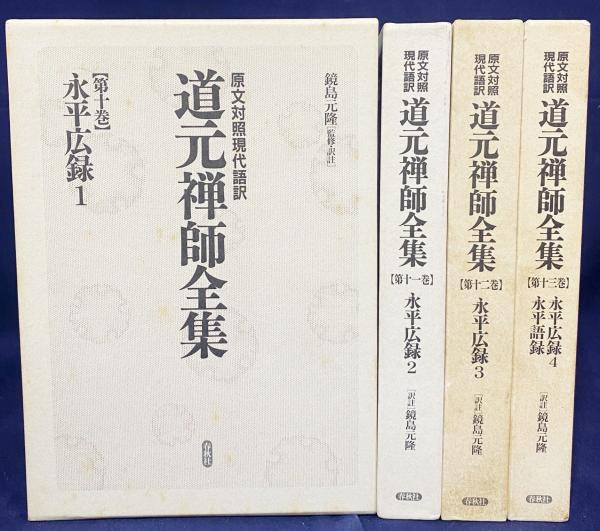 鏡島元隆[監修・訳註]
原文対照現代語訳
道元禅師全集
【第十巻】
永平広録1
春秋社
原文対照
現代語訳
道元禅師全集
【第十一巻】
永平広録2
[訳註]鏡島元隆
春秋社
原文対照
現代語訳
道元禅師全集
【第十二巻】
永平広録3
[訳註]鏡島元隆
春秋社
原文対照
現代語訳
道元禅師全集
【第十三巻】
永平広録4
永平語録
[訳註]鏡島元隆
春秋社